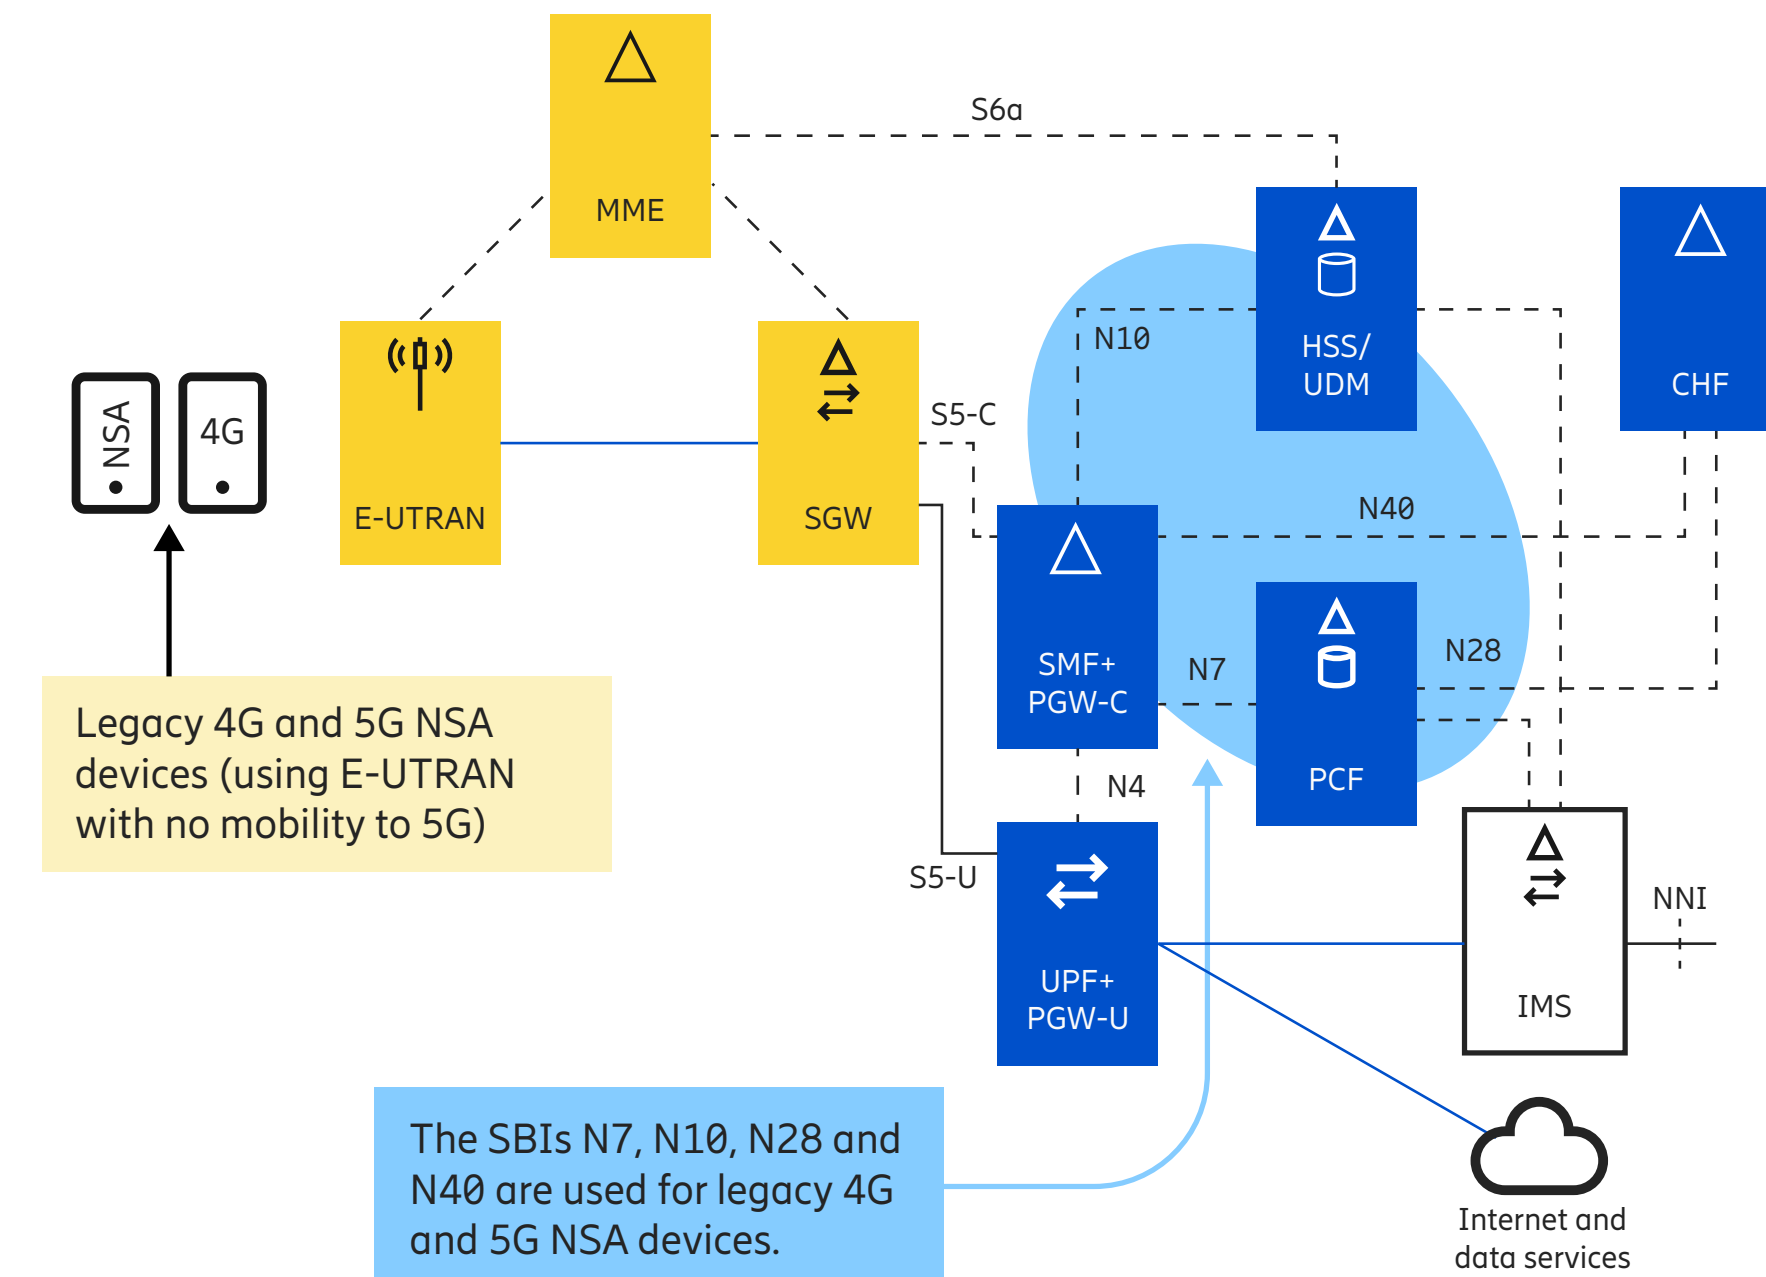 S6a
MME
N10
HSS/
UDM
CHF
NSA
4G
S5-C
E-UTRAN
SGW
N40
SMF+
PGW-C
N7
N28
PCF
N4
Legacy 4G and 5G NSA
devices (using E-UTRAN
with no mobility to 5G)
S5-U
NNI
UPF+
PGW-U
IMS
The SBIs N7, N10, N28 and
N40 are used for legacy 4G
and 5G NSA devices.
Internet and
data services